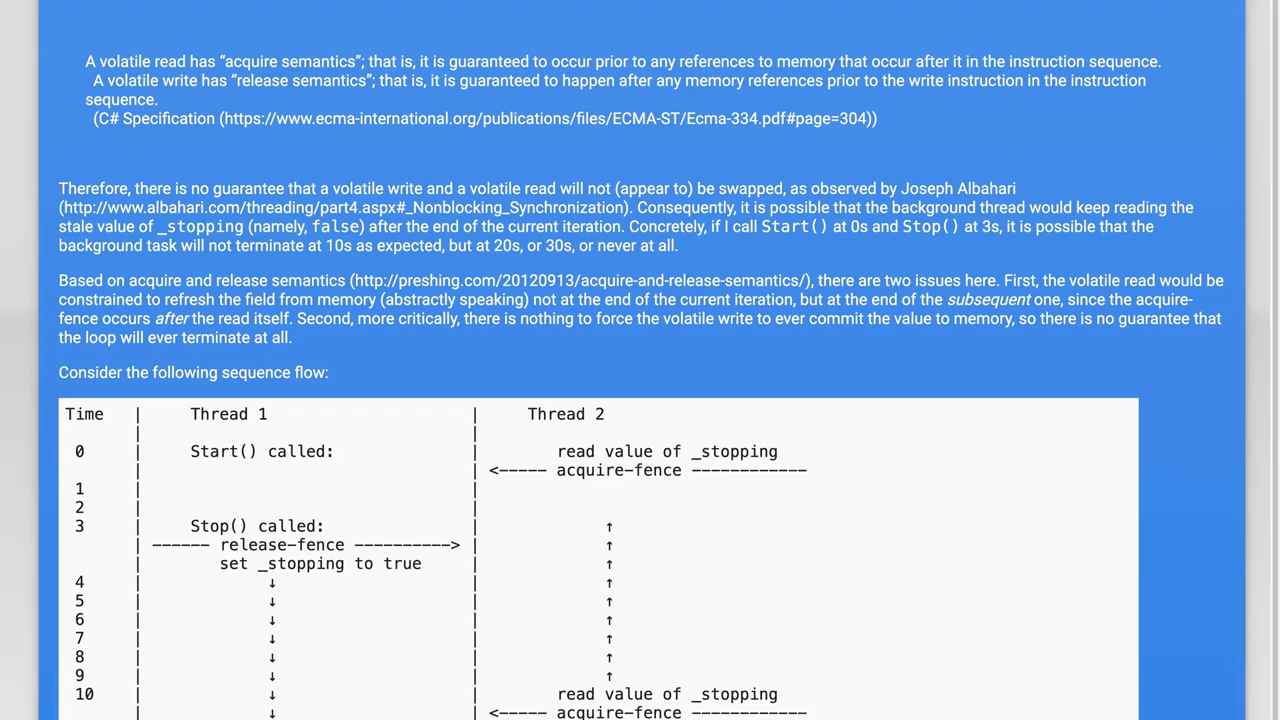 A volatile read has “acquire semantics”; that is, it is guaranteed to occur prior to any references to memory that occur after it in the instruction sequence.
A volatile write has “release semantics”; that is, it is guaranteed to happen after any memory references prior to the write instruction in the instruction
sequence.
(C# Specification (https://www.ecma-international.org/publications/files/ECMA-ST/Ecma-334.pdf#page=304))
Therefore, there is no guarantee that a volatile write and a volatile read will not (appear to) be swapped, as observed by Joseph Albahari
(http://www.albahari.com/threading/part4.aspx#_Nonblocking_Synchronization). Consequently, it is possible that the background thread would keep reading the
stale value of _stopping (namely, false) after the end of the current iteration. Concretely, if I call Start() at 0s and Stop() at 3s, it is possible that the
background task will not terminate at 10s as expected, but at 20s, or 30s, or never at all.
Based on acquire and release semantics (http://preshing.com/20120913/acquire-and-release-semantics/), there are two issues here. First, the volatile read would be
constrained to refresh the field from memory (abstractly speaking) not at the end of the current iteration, but at the end of the subsequent one, since the acquire-
fence occurs after the read itself. Second, more critically, there is nothing to force the volatile write to ever commit the value to memory, so there is no guarantee that
the loop will ever terminate at all.
Consider the following sequence flow:
Time | Thread 1 | Thread 2
| |
0 | Start() called: | read value of _stopping
| | <----- acquire-fence ------------
1 | |
2 | |
3 | Stop() called: | ↑
| ------ release-fence ----------> | ↑
| set _stopping to true | ↑
4 | ↓ | ↑
5 | ↓ | ↑
6 | ↓ | ↑
7 | ↓ | ↑
8 | ↓ | ↑
9 | ↓ | ↑
10 | ↓ | read value of _stopping
| ↓ | <----- acquire-fence ------------